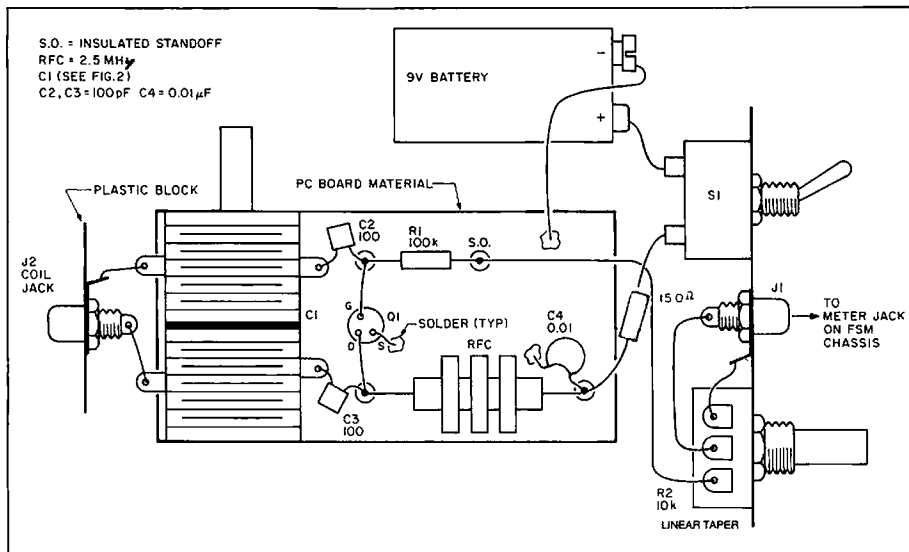 S.O. = INSULATED STANDOFF
RFC = 2.5 MHy
C1 (SEE FIG.2)
C2, C3 = 100pF C4 = 0.01µF
9V BATTERY
-
+
PLASTIC BLOCK
PC BOARD MATERIAL
S1
J2
COIL
JACK
C2
100
R1
100k
S.O.
C1
G
Q1
D
S
SOLDER (TYP)
RFC
C4
0.01
C3
100
150Ω
J1
TO
METER JACK
ON FSM
CHASSIS
R2
10k
LINEAR TAPER